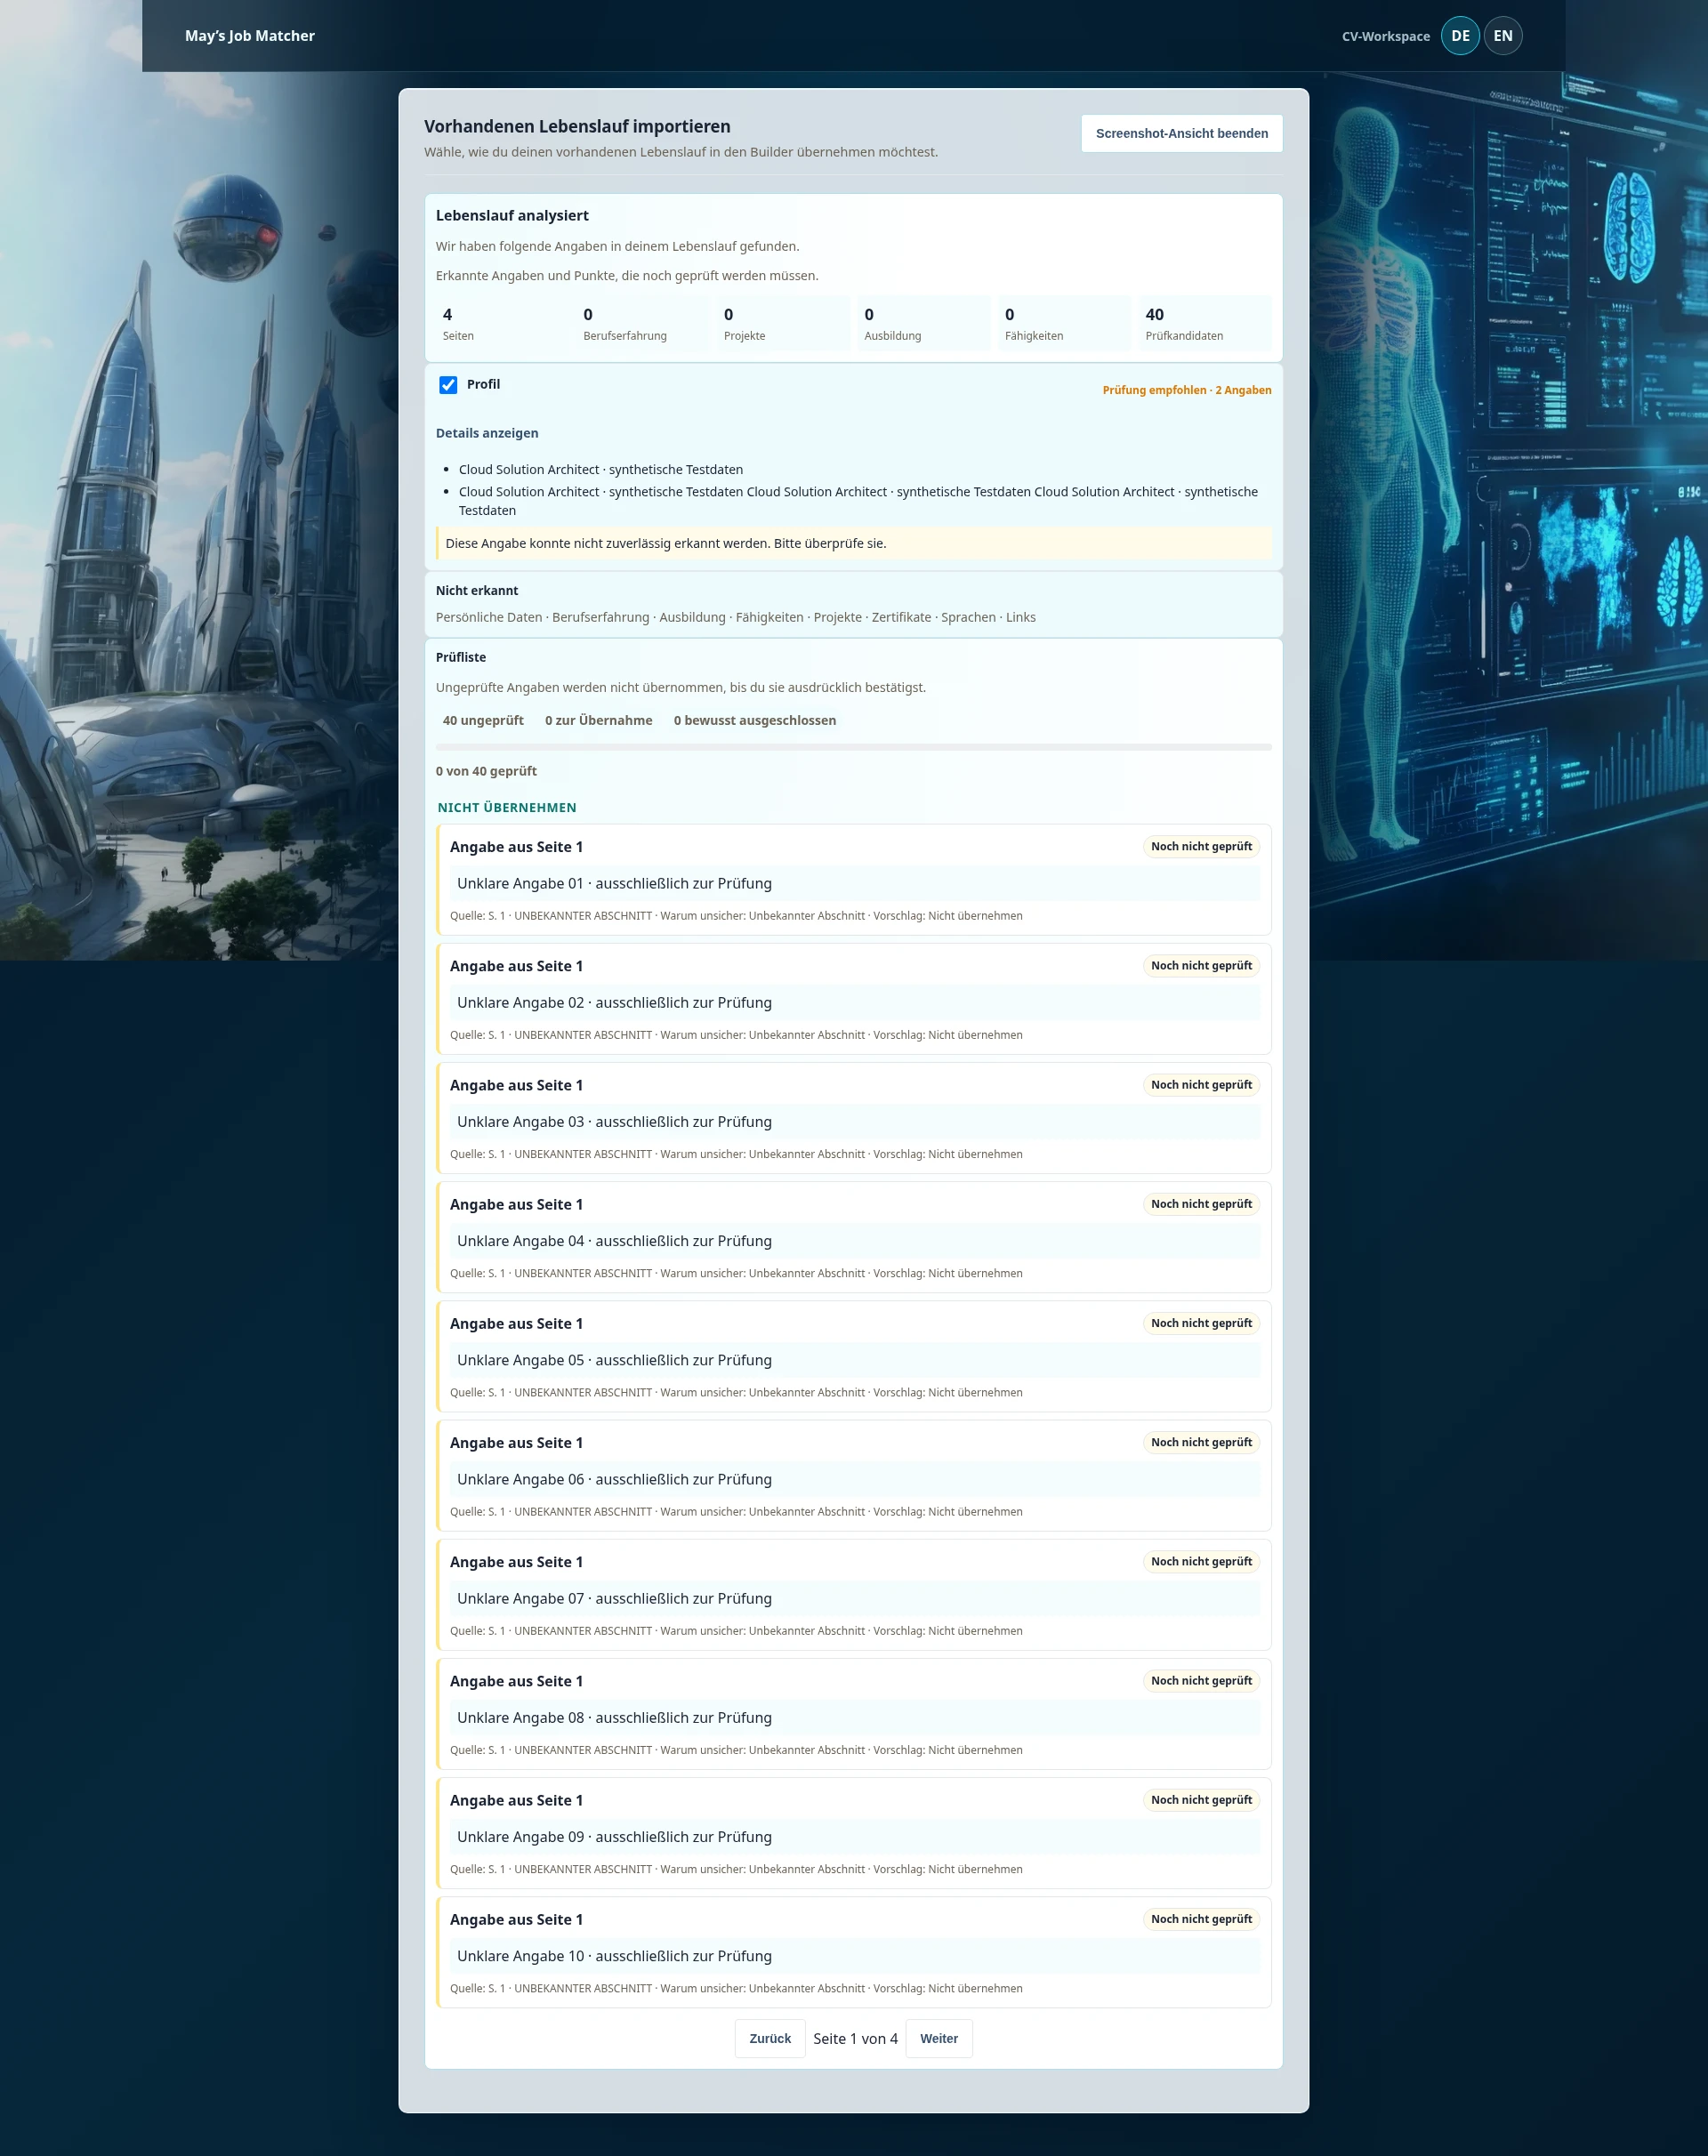 May’s Job Matcher
CV-Workspace DE EN
Vorhandenen Lebenslauf importieren
Wähle, wie du deinen vorhandenen Lebenslauf in den Builder übernehmen möchtest.
Screenshot-Ansicht beenden
Lebenslauf analysiert
Wir haben folgende Angaben in deinem Lebenslauf gefunden.
Erkannte Angaben und Punkte, die noch geprüft werden müssen.
4 0 0 0 0 40
Seiten Berufserfahrung Projekte Ausbildung Fähigkeiten Prüfkandidaten
Profil
Prüfung empfohlen · 2 Angaben
Details anzeigen
• Cloud Solution Architect · synthetische Testdaten
• Cloud Solution Architect · synthetische Testdaten Cloud Solution Architect · synthetische Testdaten Cloud Solution Architect · synthetische
Testdaten
Diese Angabe konnte nicht zuverlässig erkannt werden. Bitte überprüfe sie.
Nicht erkannt
Persönliche Daten · Berufserfahrung · Ausbildung · Fähigkeiten · Projekte · Zertifikate · Sprachen · Links
Prüfliste
Ungeprüfte Angaben werden nicht übernommen, bis du sie ausdrücklich bestätigst.
40 ungeprüft 0 zur Übernahme 0 bewusst ausgeschlossen
0 von 40 geprüft
NICHT ÜBERNEHMEN
Angabe aus Seite 1 Noch nicht geprüft
Unklare Angabe 01 · ausschließlich zur Prüfung
Quelle: S. 1 · UNBEKANNTER ABSCHNITT · Warum unsicher: Unbekannter Abschnitt · Vorschlag: Nicht übernehmen
Angabe aus Seite 1 Noch nicht geprüft
Unklare Angabe 02 · ausschließlich zur Prüfung
Quelle: S. 1 · UNBEKANNTER ABSCHNITT · Warum unsicher: Unbekannter Abschnitt · Vorschlag: Nicht übernehmen
Angabe aus Seite 1 Noch nicht geprüft
Unklare Angabe 03 · ausschließlich zur Prüfung
Quelle: S. 1 · UNBEKANNTER ABSCHNITT · Warum unsicher: Unbekannter Abschnitt · Vorschlag: Nicht übernehmen
Angabe aus Seite 1 Noch nicht geprüft
Unklare Angabe 04 · ausschließlich zur Prüfung
Quelle: S. 1 · UNBEKANNTER ABSCHNITT · Warum unsicher: Unbekannter Abschnitt · Vorschlag: Nicht übernehmen
Angabe aus Seite 1 Noch nicht geprüft
Unklare Angabe 05 · ausschließlich zur Prüfung
Quelle: S. 1 · UNBEKANNTER ABSCHNITT · Warum unsicher: Unbekannter Abschnitt · Vorschlag: Nicht übernehmen
Angabe aus Seite 1 Noch nicht geprüft
Unklare Angabe 06 · ausschließlich zur Prüfung
Quelle: S. 1 · UNBEKANNTER ABSCHNITT · Warum unsicher: Unbekannter Abschnitt · Vorschlag: Nicht übernehmen
Angabe aus Seite 1 Noch nicht geprüft
Unklare Angabe 07 · ausschließlich zur Prüfung
Quelle: S. 1 · UNBEKANNTER ABSCHNITT · Warum unsicher: Unbekannter Abschnitt · Vorschlag: Nicht übernehmen
Angabe aus Seite 1 Noch nicht geprüft
Unklare Angabe 08 · ausschließlich zur Prüfung
Quelle: S. 1 · UNBEKANNTER ABSCHNITT · Warum unsicher: Unbekannter Abschnitt · Vorschlag: Nicht übernehmen
Angabe aus Seite 1 Noch nicht geprüft
Unklare Angabe 09 · ausschließlich zur Prüfung
Quelle: S. 1 · UNBEKANNTER ABSCHNITT · Warum unsicher: Unbekannter Abschnitt · Vorschlag: Nicht übernehmen
Angabe aus Seite 1 Noch nicht geprüft
Unklare Angabe 10 · ausschließlich zur Prüfung
Quelle: S. 1 · UNBEKANNTER ABSCHNITT · Warum unsicher: Unbekannter Abschnitt · Vorschlag: Nicht übernehmen
Zurück Seite 1 von 4 Weiter